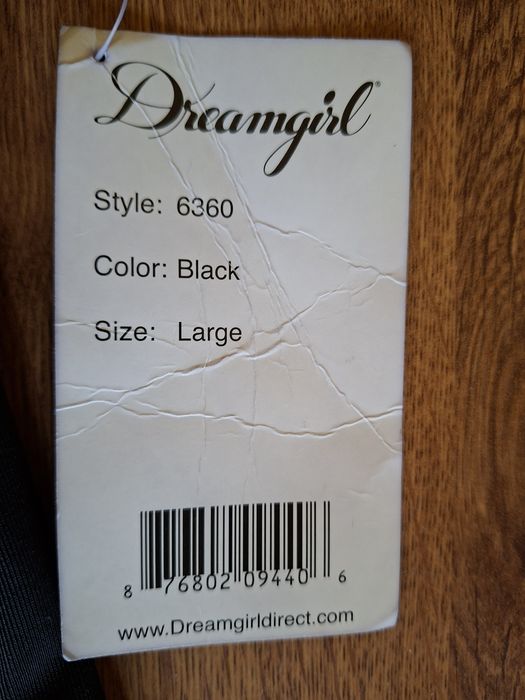 Dreamgirl®
Style: 6360
Color: Black
Size: Large
8 76802 09440 6
www.Dreamgirldirect.com